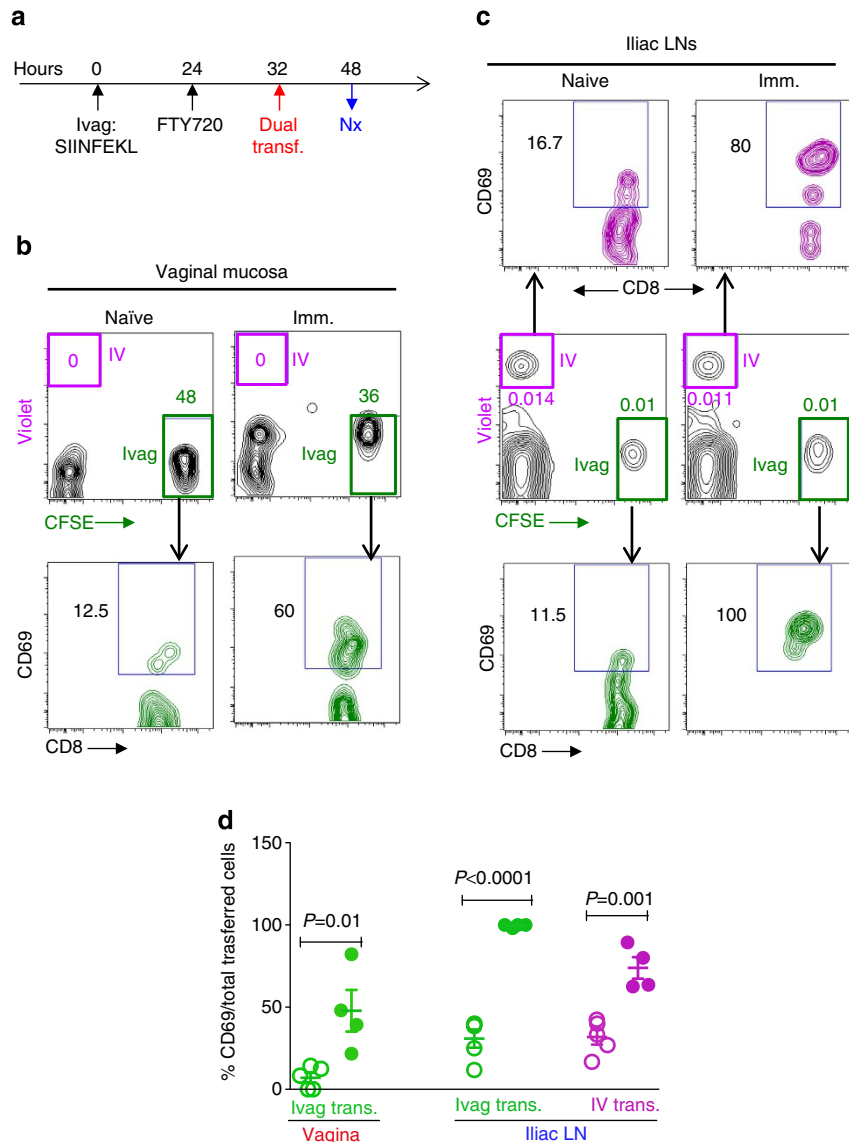 a
Hours 0 24 32 48
Ivag:
SIINFEKL
FTY720
Dual
transf.
Nx
b
Vaginal mucosa
Naïve Imm.
0 IV 0 IV
48 36
Violet
Ivag Ivag
CFSE
12.5 60
CD69
CD8
c
Iliac LNs
Naive Imm.
16.7 80
CD69
CD8
IV IV
0.014 0.011
0.01 0.01
Violet
Ivag Ivag
CFSE
11.5 100
CD69
CD8
d
% CD69/total trasferred cells
150
100
50
0
P=0.01
P<0.0001
P=0.001
Ivag trans. Ivag trans. IV trans.
Vagina Iliac LN